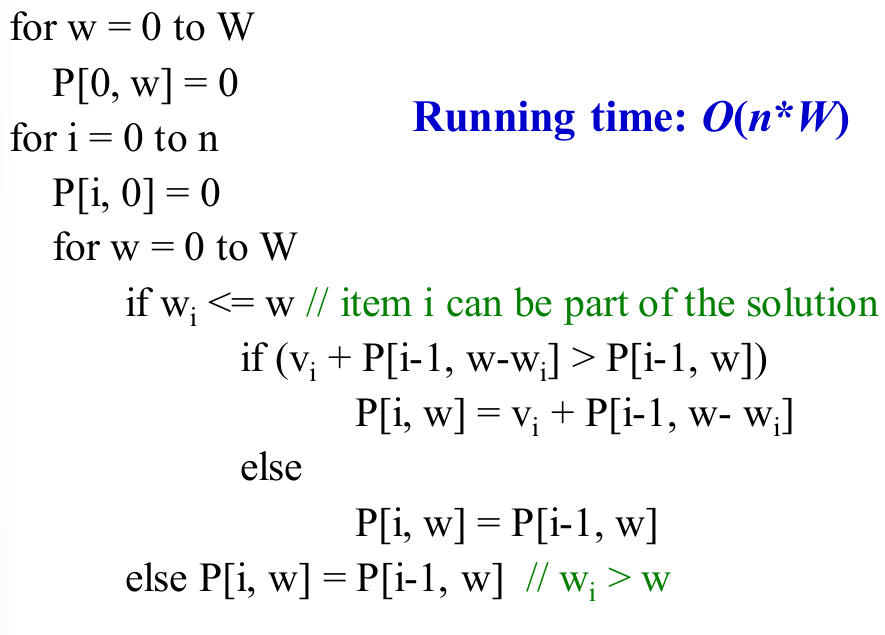 for w = 0 to W
P[0, w] = 0
Running time: O(n*W)
for i = 0 to n
P[i, 0] = 0
for w = 0 to W
if wᵢ <= w // item i can be part of the solution
if (vᵢ + P[i-1, w-wᵢ] > P[i-1, w])
P[i, w] = vᵢ + P[i-1, w- wᵢ]
else
P[i, w] = P[i-1, w]
else P[i, w] = P[i-1, w] // wᵢ > w